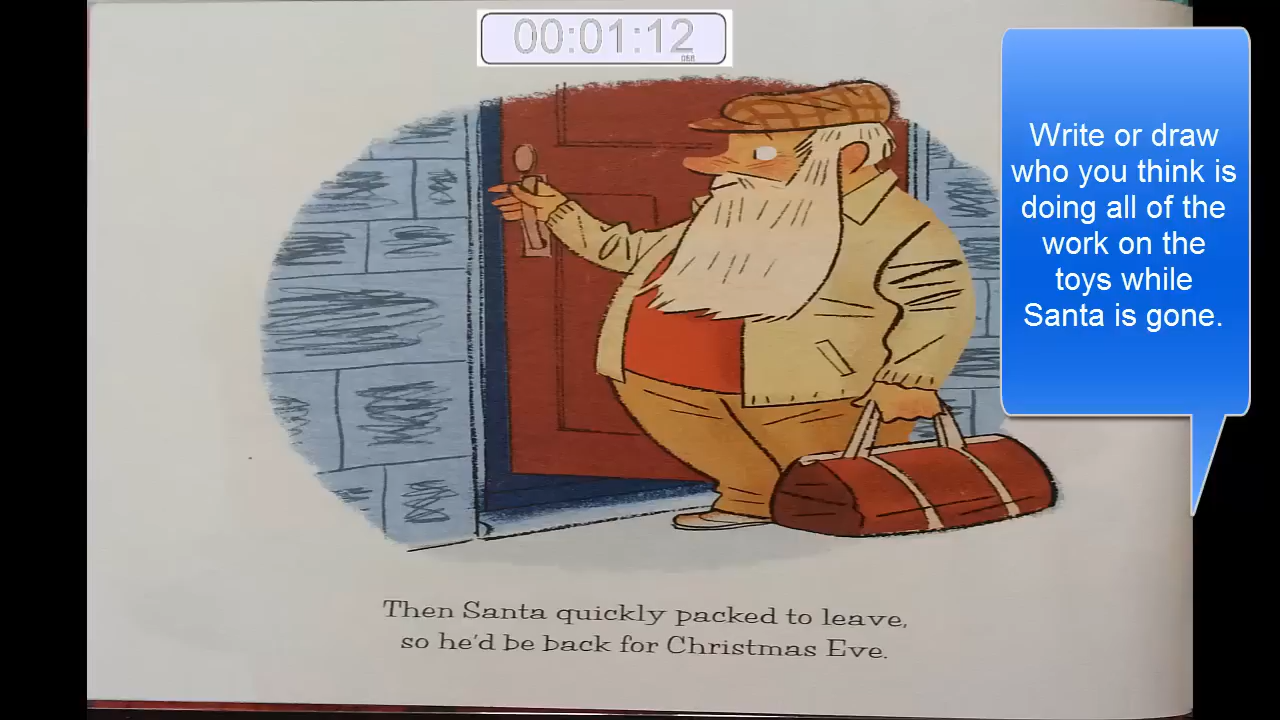 00:01:12
Write or draw
who you think is
doing all of the
work on the
toys while
Santa is gone.
Then Santa quickly packed to leave,
so he'd be back for Christmas Eve.